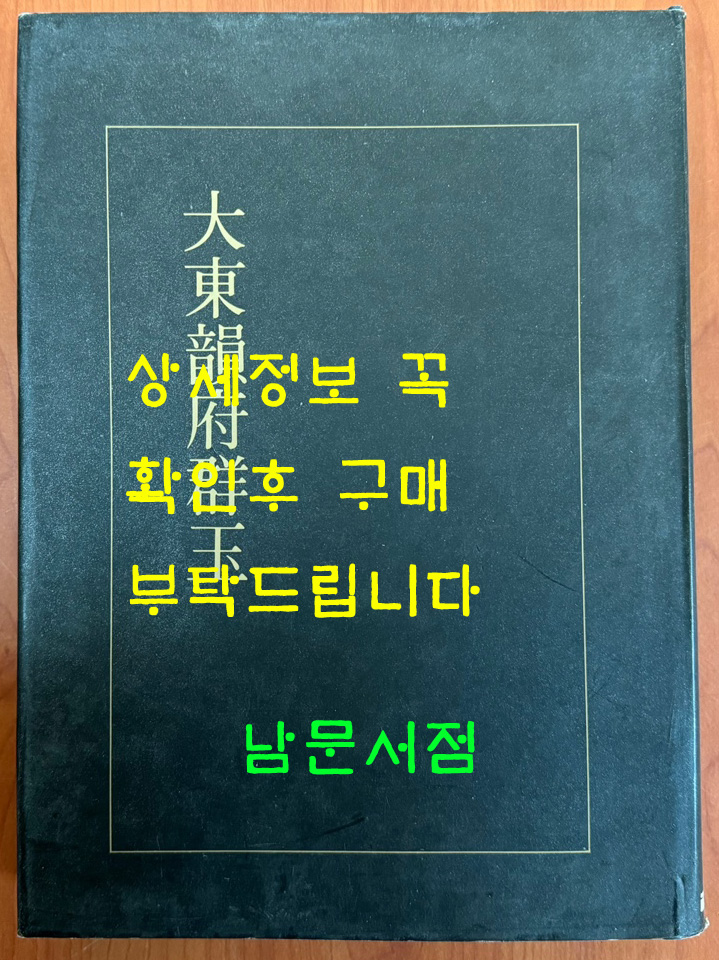 大東韻府群玉
상세정보 꼭
확인후 구매
부탁드립니다
남문서점